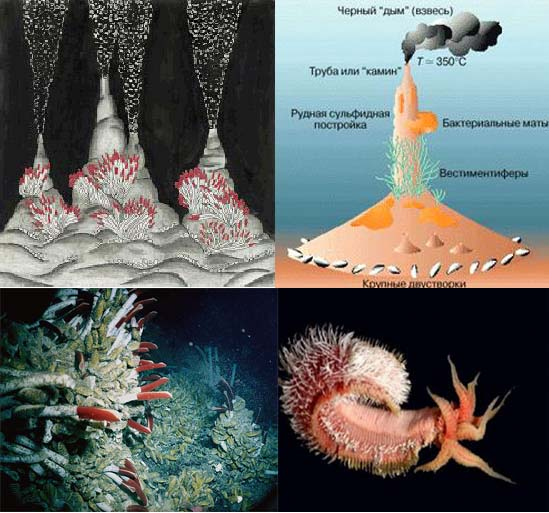 Черный "дым" (взвесь)
T ≃ 350°C
Труба или "камин"
Рудная сульфидная
постройка
Бактериальные маты
Вестиментиферы
Крупные двустворки